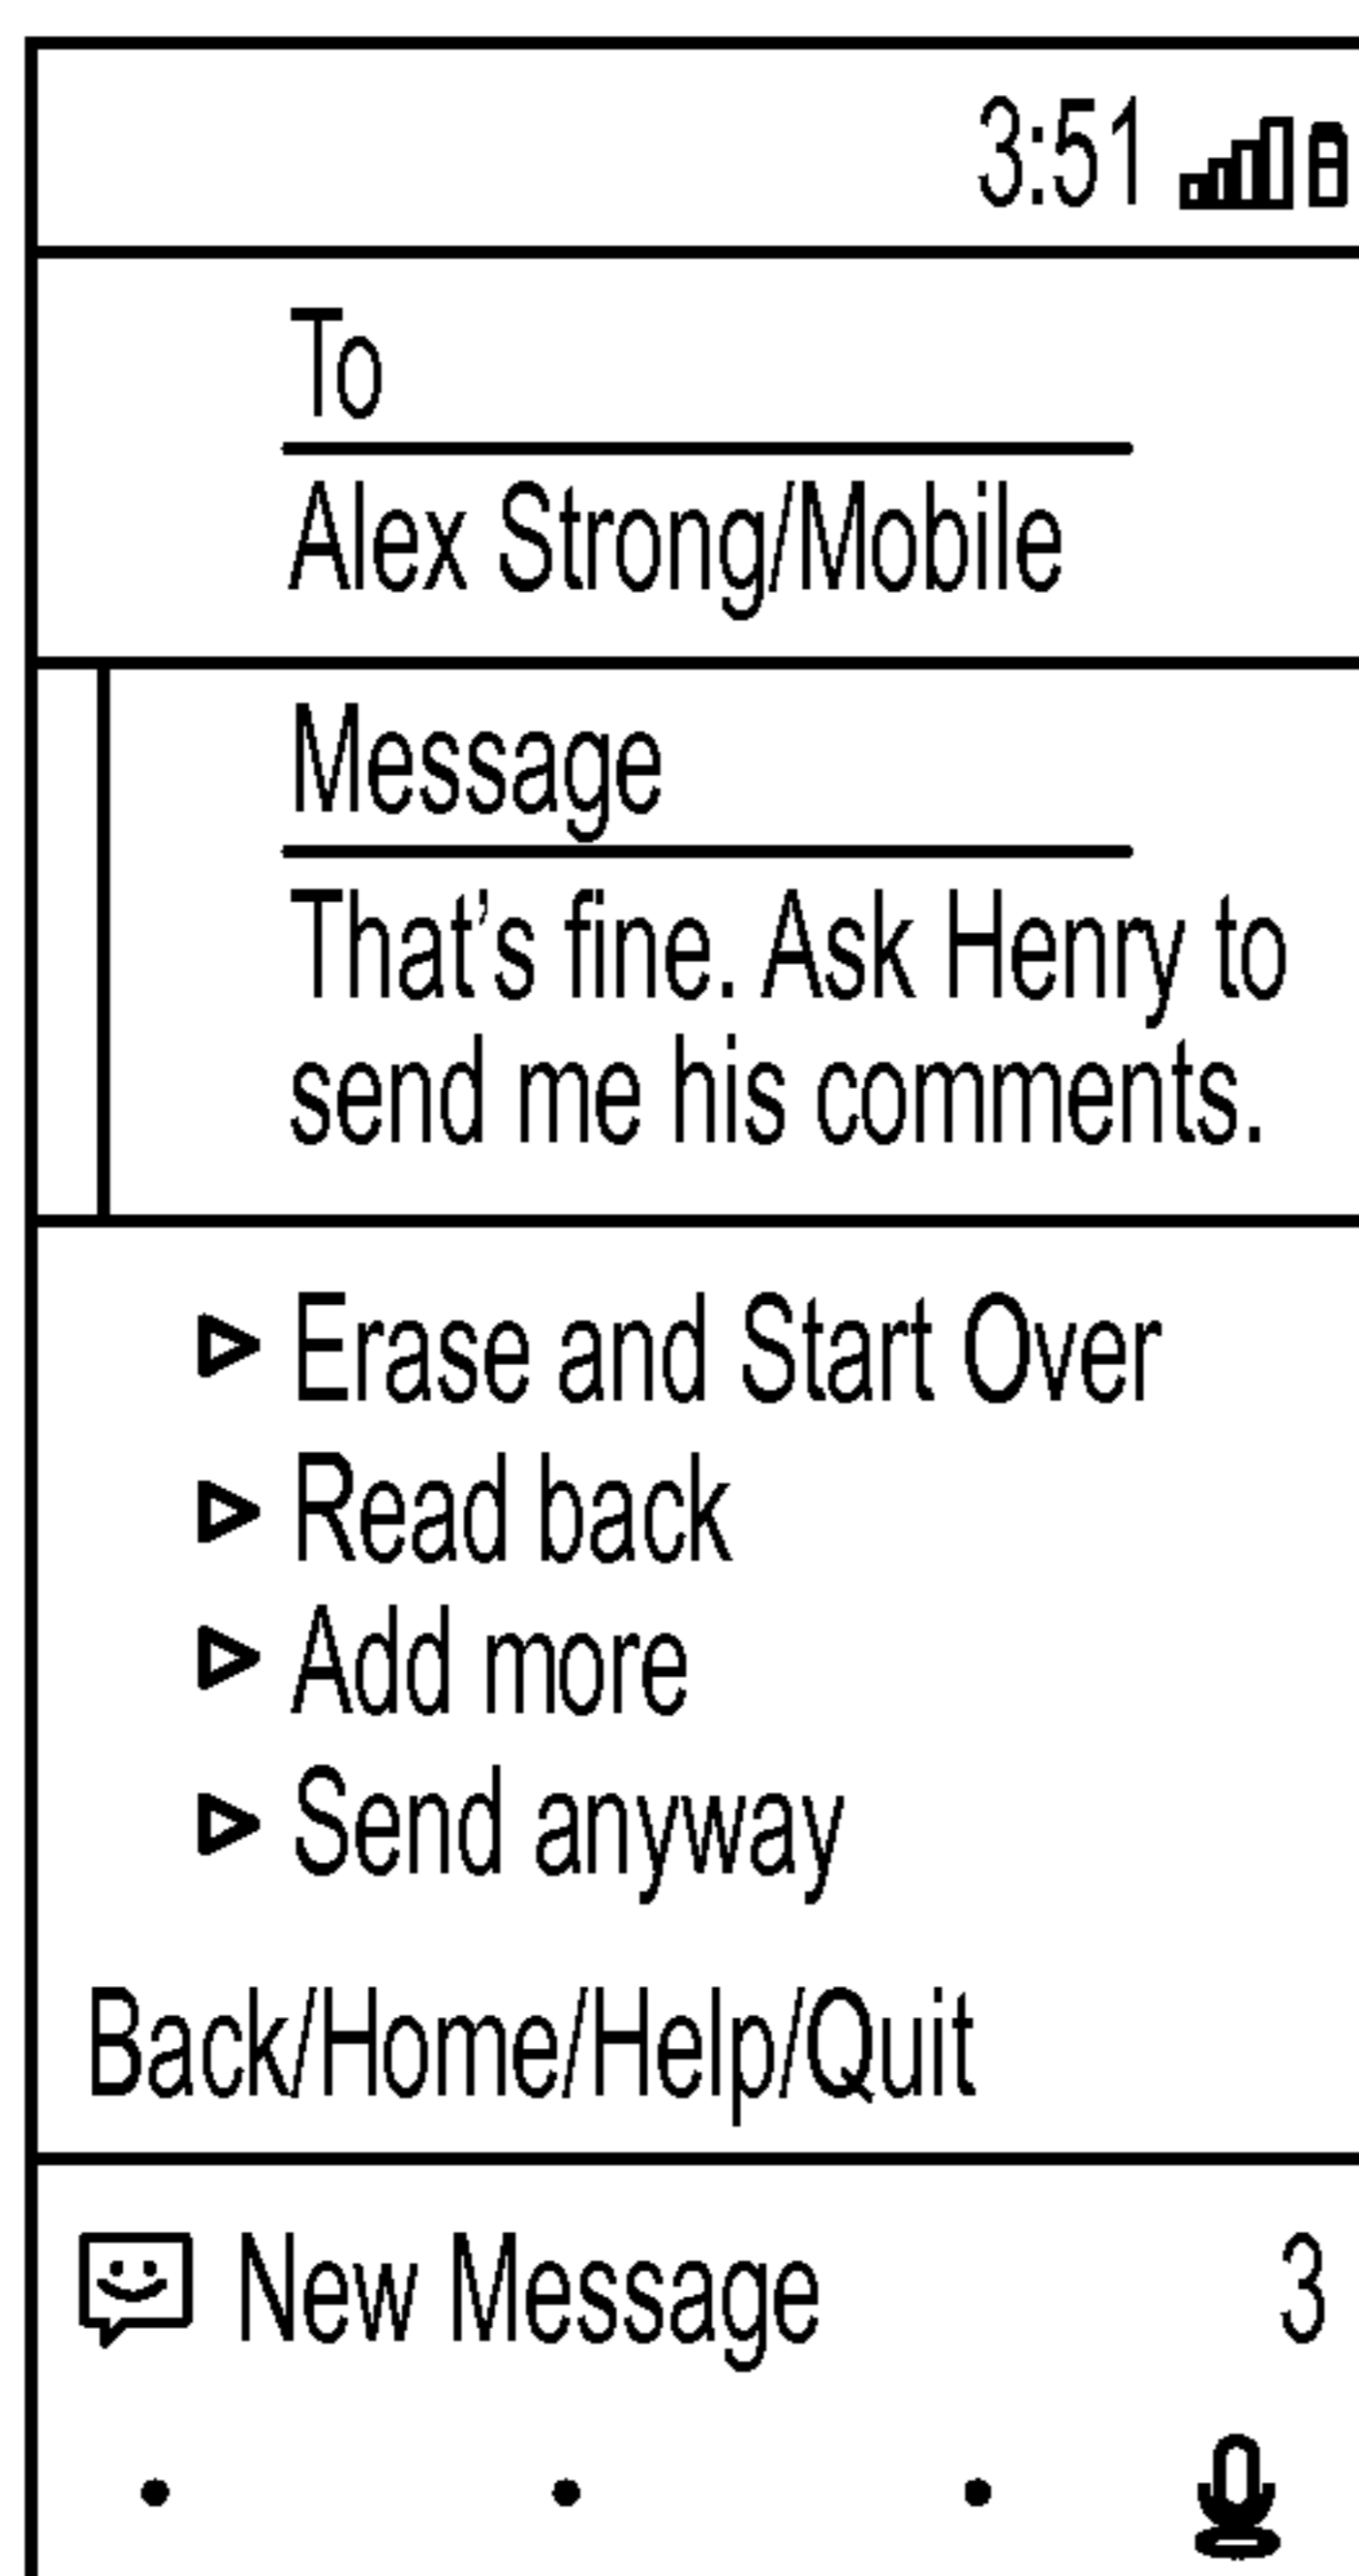 3:51
To
Alex Strong/Mobile
Message
That’s fine. Ask Henry to
send me his comments.
Erase and Start Over
Read back
Add more
Send anyway
Back/Home/Help/Quit
New Message 3